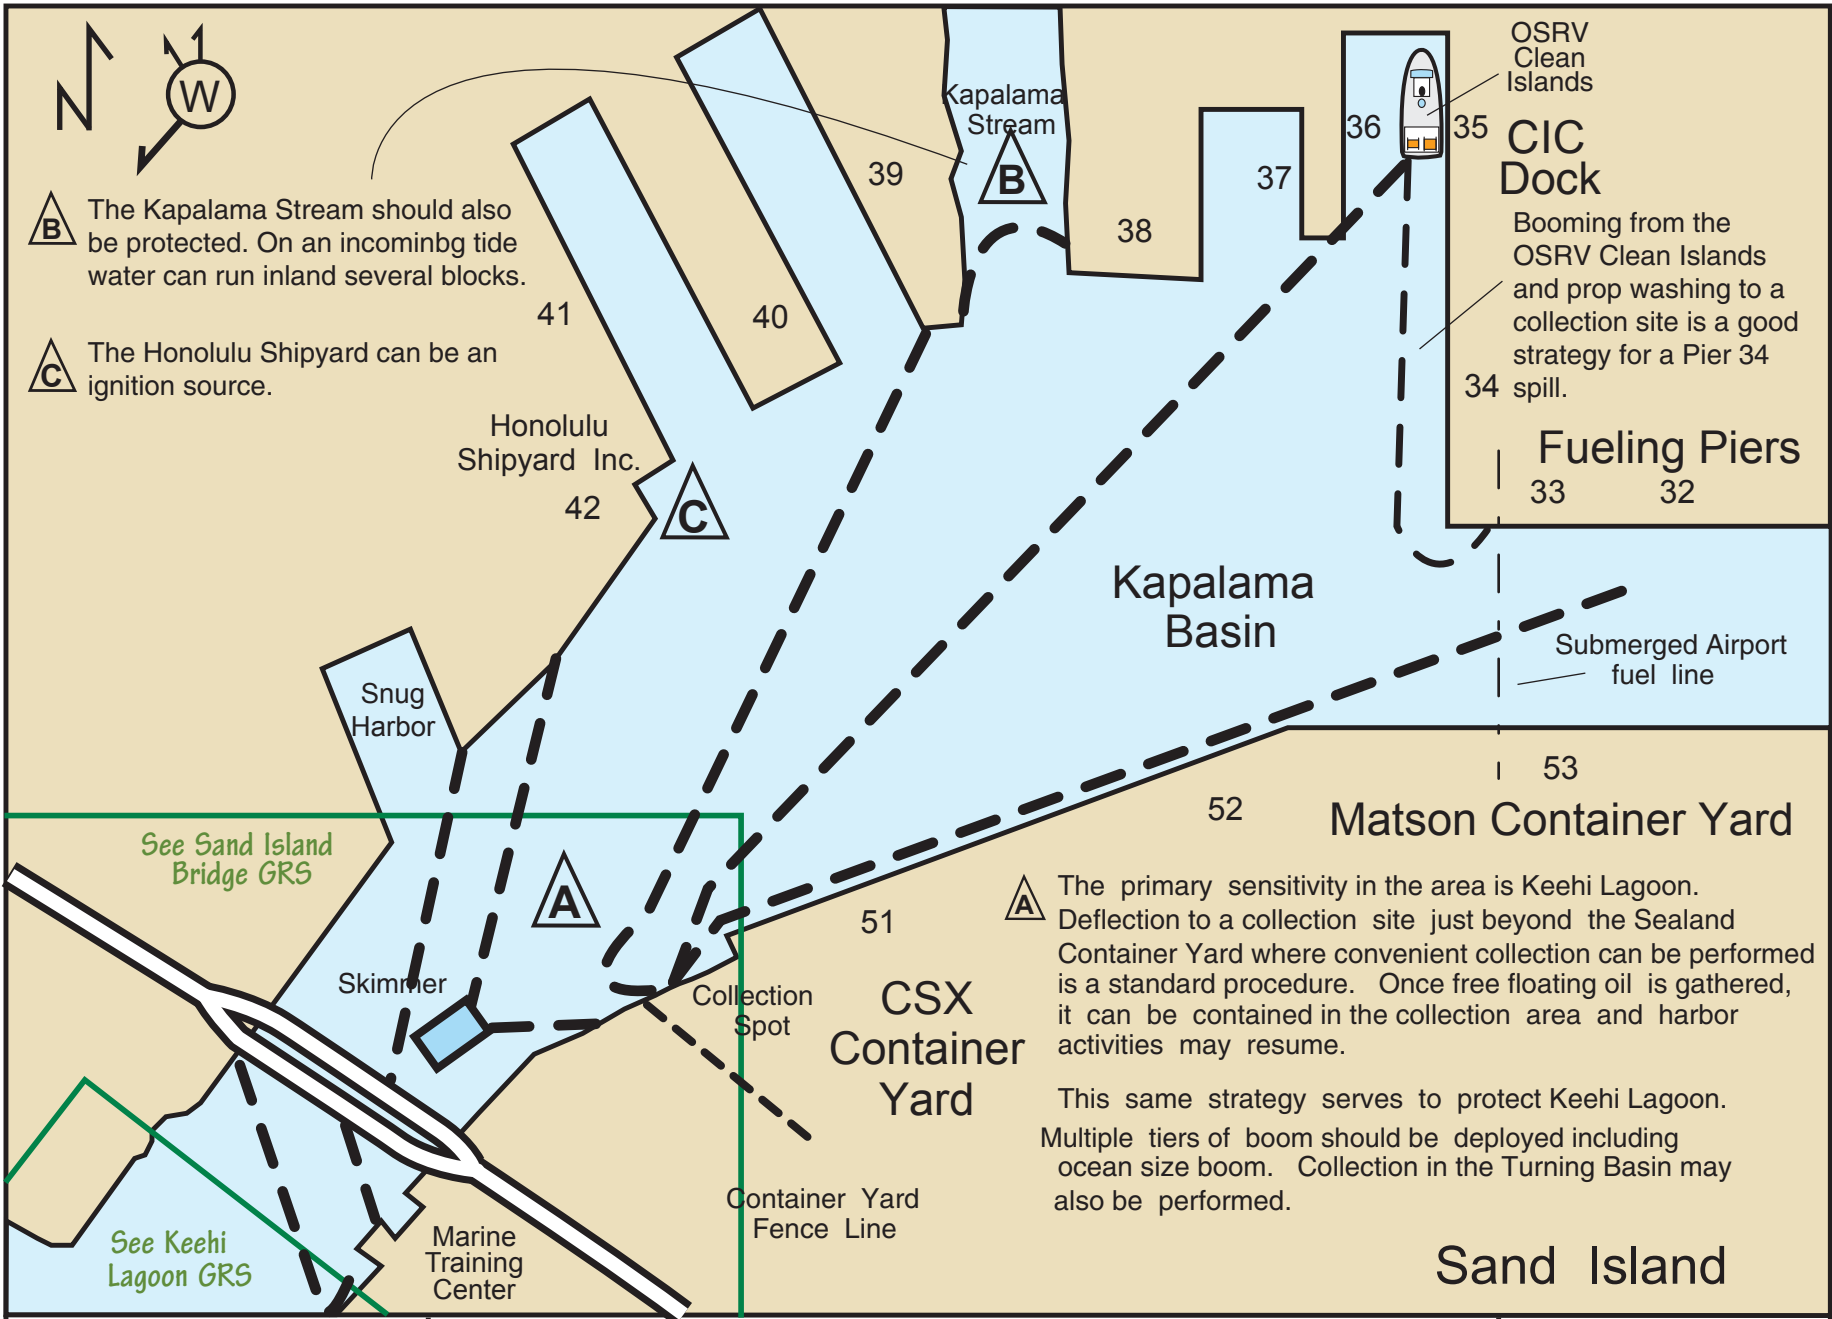 N
W
B
The Kapalama Stream should also
be protected. On an incominbg tide
water can run inland several blocks.
C
The Honolulu Shipyard can be an
ignition source.
Kapalama
Stream
B
39
38
37
36
35
OSRV
Clean
Islands
CIC
Dock
Booming from the
OSRV Clean Islands
and prop washing to a
collection site is a good
strategy for a Pier 34
spill.
34
Fueling Piers
33
32
41
40
Honolulu
Shipyard Inc.
42
C
Kapalama
Basin
Submerged Airport
fuel line
Snug
Harbor
53
52
Matson Container Yard
See Sand Island
Bridge GRS
A
51
A
The primary sensitivity in the area is Keehi Lagoon.
Deflection to a collection site just beyond the Sealand
Container Yard where convenient collection can be performed
is a standard procedure. Once free floating oil is gathered,
it can be contained in the collection area and harbor
activities may resume.
This same strategy serves to protect Keehi Lagoon.
Multiple tiers of boom should be deployed including
ocean size boom. Collection in the Turning Basin may
also be performed.
Skimmer
Collection
Spot
CSX
Container
Yard
Container Yard
Fence Line
See Keehi
Lagoon GRS
Marine
Training
Center
Sand Island